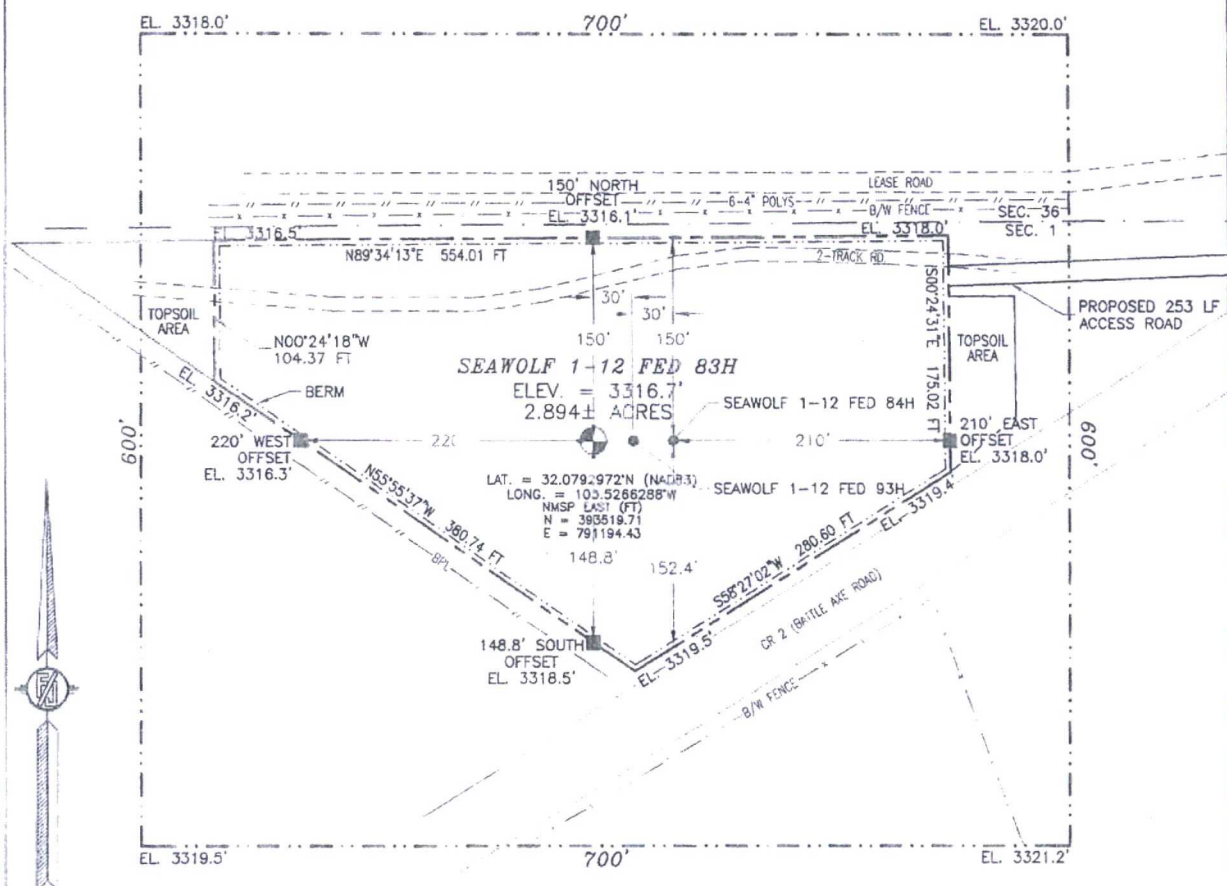 EL. 3318.0'
700'
EL. 3320.0'
150' NORTH
OFFSET
EL. 3316.1'
LEASE ROAD
6-4" POLYS
B/W FENCE
SEC. 36
SEC. 1
EL. 3316.5'
EL. 3318.0'
N89°34'13"E 554.01 FT
2-TRACK RD.
30'
30'
150'
150'
S00°24'31"E 175.02 FT
PROPOSED 253 LF
ACCESS ROAD
TOPSOIL
AREA
TOPSOIL
AREA
N00°24'18"W
104.37 FT
BERM
SEAWOLF 1-12 FED 83H
ELEV. = 3316.7'
2.894± ACRES
SEAWOLF 1-12 FED 84H
EL. 3316.2'
600'
220' WEST
OFFSET
EL. 3316.3'
210'
210' EAST
OFFSET
EL. 3318.0'
600'
LAT. = 32.0792972°N (NAD83)
LONG. = 103.5266288°W
NMSP EAST (FT)
N = 393519.71
E = 791194.43
SEAWOLF 1-12 FED 93H
EL. 3319.4'
N55°55'37"W 380.74 FT
BPL
148.8'
152.4'
S58°27'02"W 280.60 FT
CR 2 (BATTLE AXE ROAD)
148.8' SOUTH
OFFSET
EL. 3318.5'
EL. 3319.5'
B/W FENCE
EL. 3319.5'
700'
EL. 3321.2'